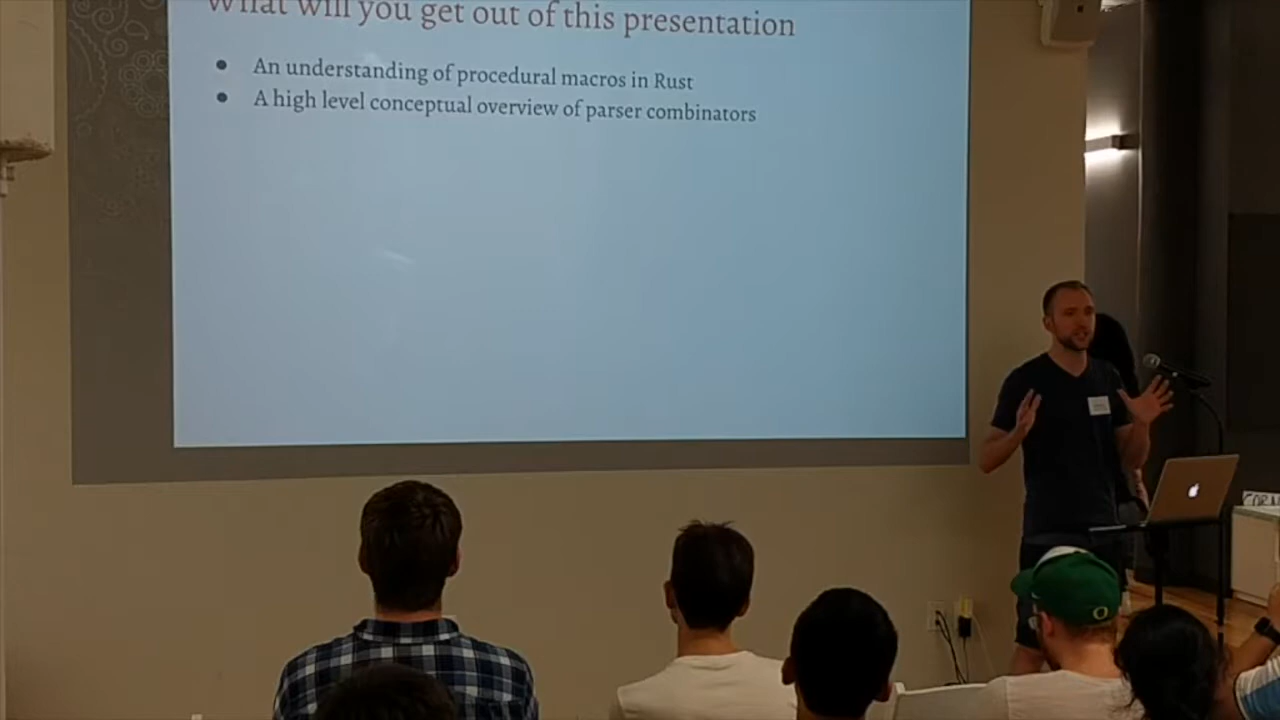 What will you get out of this presentation
● An understanding of procedural macros in Rust
● A high level conceptual overview of parser combinators
O